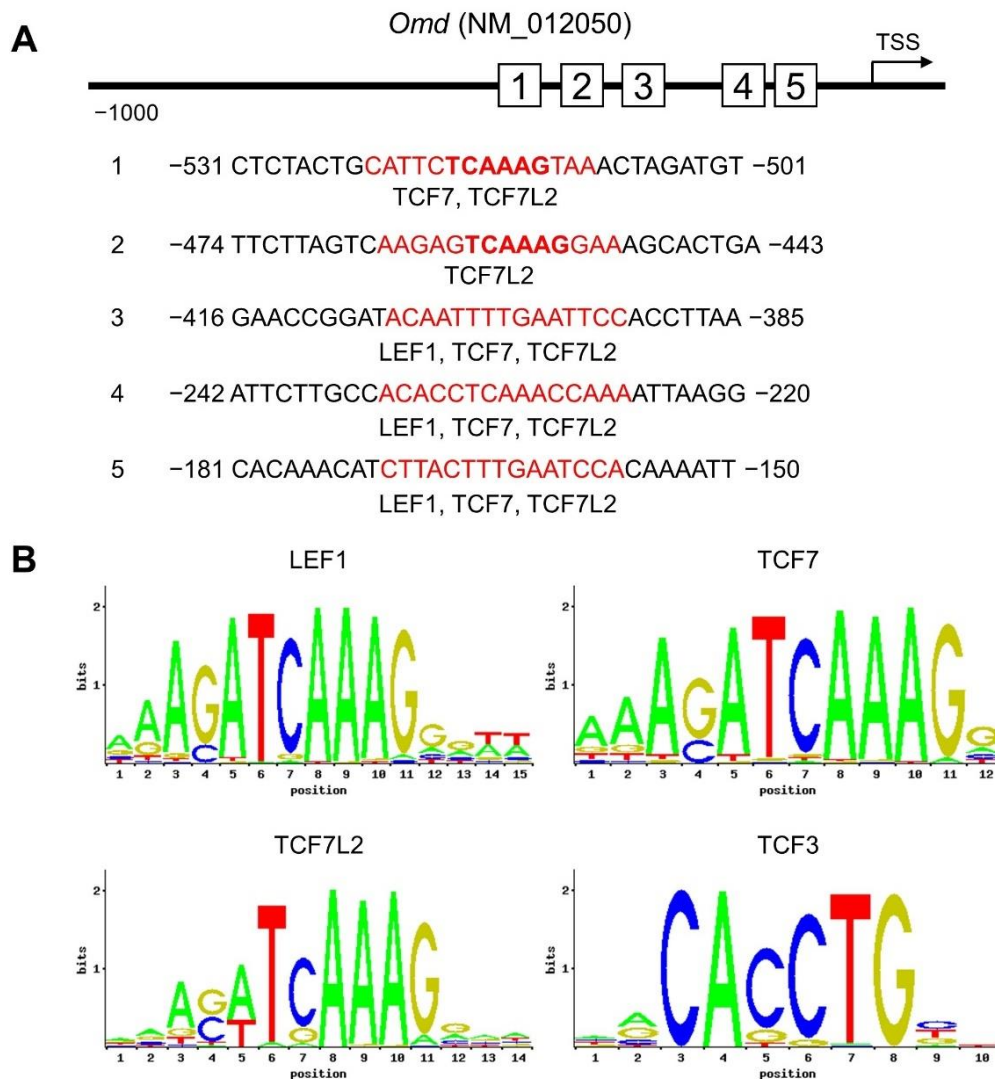 A
Omd (NM_012050)
TSS
1 2 3 4 5
−1000
1 −531 CTCTACTGCATTCTCAAAGTAAACTAGATGT −501
TCF7, TCF7L2
2 −474 TTCTTAGTCAAGAGTCAAAGGAAAGCACTGA −443
TCF7L2
3 −416 GAACCGGATACAATTTTGAATTCCACCTTAA −385
LEF1, TCF7, TCF7L2
4 −242 ATTCTTGCCACACCTCAAACCAAAATTAAGG −220
LEF1, TCF7, TCF7L2
5 −181 CACAAACATCTTACTTTGAATCCACAAAATT −150
LEF1, TCF7, TCF7L2
B
LEF1
2
1
bits
AAAGATCAAAG
1 2 3 4 5 6 7 8 9 10 11 12 13 14 15
position
TCF7
2
1
bits
AAAGATCAAAG
1 2 3 4 5 6 7 8 9 10 11 12
position
TCF7L2
2
1
bits
AGATCAAAG
1 2 3 4 5 6 7 8 9 10 11 12 13 14
position
TCF3
2
1
bits
CACCTG
1 2 3 4 5 6 7 8 9 10
position